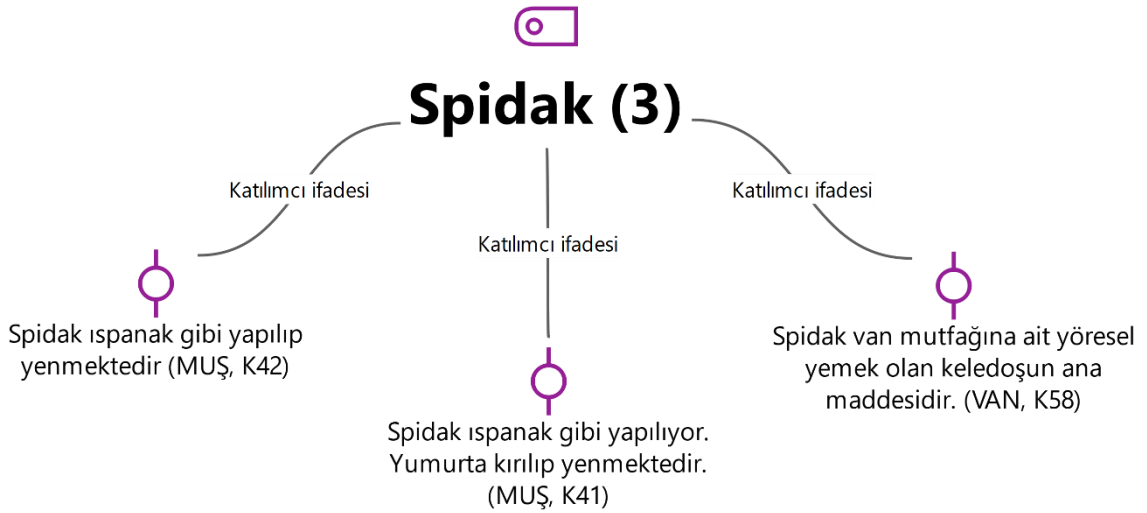 Spidak (3)
Katılımcı ifadesi
Katılımcı ifadesi
Katılımcı ifadesi
Spidak ıspanak gibi yapılıp
yenmektedir (MUŞ, K42)
Spidak ıspanak gibi yapılıyor.
Yumurta kırılıp yenmektedir.
(MUŞ, K41)
Spidak van mutfağına ait yöresel
yemek olan keledoşun ana
maddesidir. (VAN, K58)